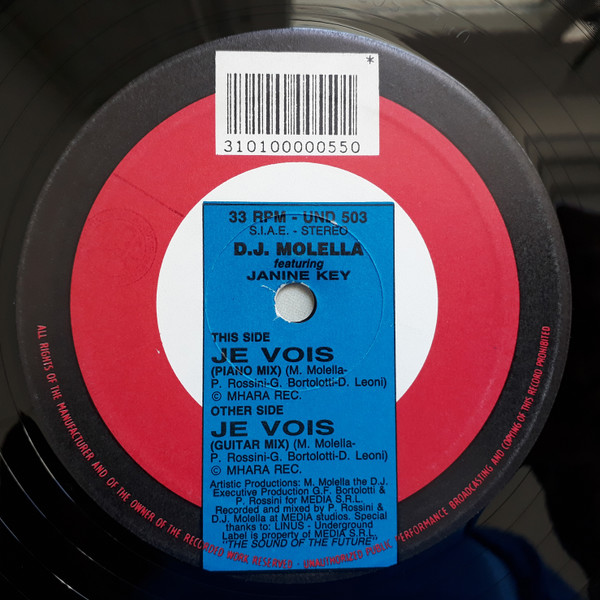 *
310100000550
33 RPM - UND 503
S.I.A.E. - STEREO
D.J. MOLELLA
featuring
JANINE KEY
THIS SIDE
JE VOIS
(PIANO MIX) (M. Molella-
P. Rossini-G. Bortolotti-D. Leoni)
© MHARA REC.
OTHER SIDE
JE VOIS
(GUITAR MIX) (M. Molella-
P. Rossini-G. Bortolotti-D. Leoni)
© MHARA REC.
Artistic Productions: M. Molella the D.J.
Executive Production G.F. Bortolotti &
P. Rossini for MEDIA S.R.L.
Recorded and mixed by P. Rossini &
D.J. Molella at MEDIA studios. Special
thanks to: LINUS - Underground
Label is property of MEDIA S.R.L.
"THE SOUND OF THE FUTURE"
ALL RIGHTS OF THE MANUFACTURER AND OF THE OWNER OF THE RECORDED WORK RESERVED - UNAUTHORIZED PUBLIC PERFORMANCE BROADCASTING AND COPYING OF THIS RECORD PROHIBITED